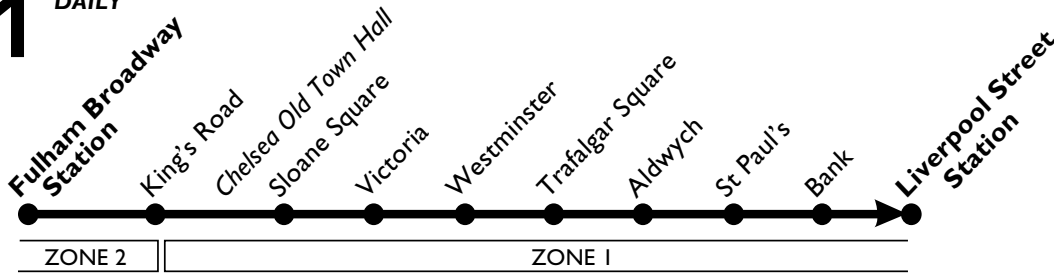 1
DAILY
Fulham Broadway
Station
King's Road
Chelsea Old Town Hall
Sloane Square
Victoria
Westminster
Trafalgar Square
Aldwych
St Paul's
Bank
Liverpool Street
Station
ZONE 2
ZONE 1